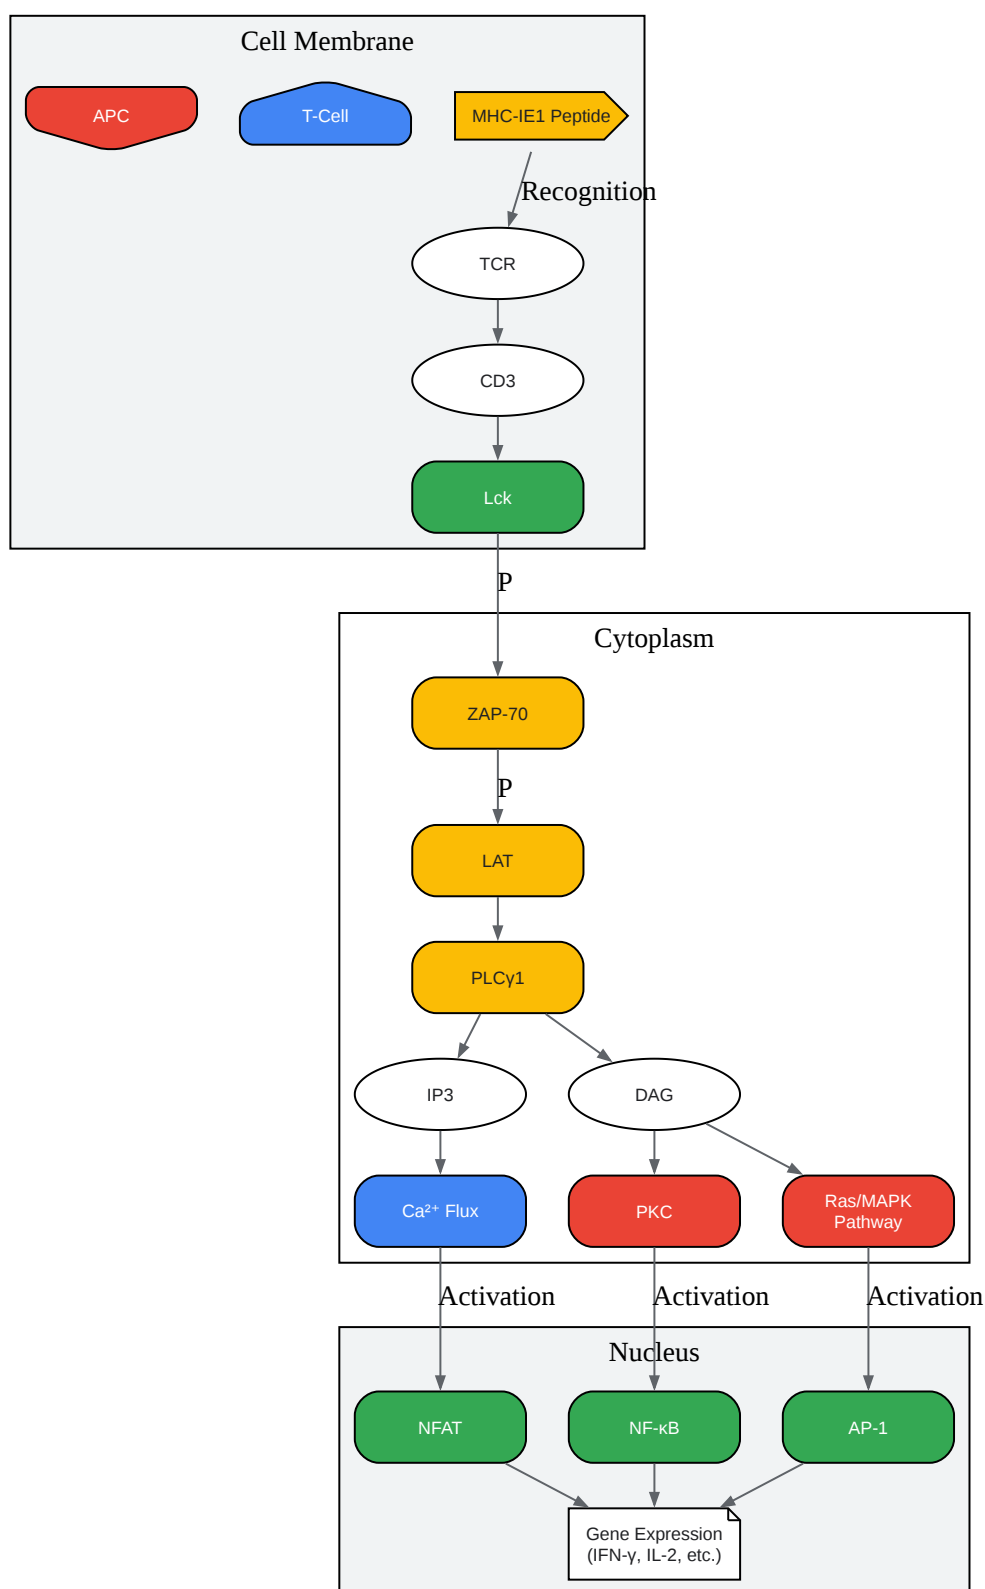 Cell Membrane
APC
T-Cell
MHC-IE1 Peptide
Recognition
TCR
CD3
Lck
P
Cytoplasm
ZAP-70
P
LAT
PLCγ1
IP3
DAG
Ca²⁺ Flux
PKC
Ras/MAPK
Pathway
Activation
Activation
Activation
Nucleus
NFAT
NF-κB
AP-1
Gene Expression
(IFN-γ, IL-2, etc.)